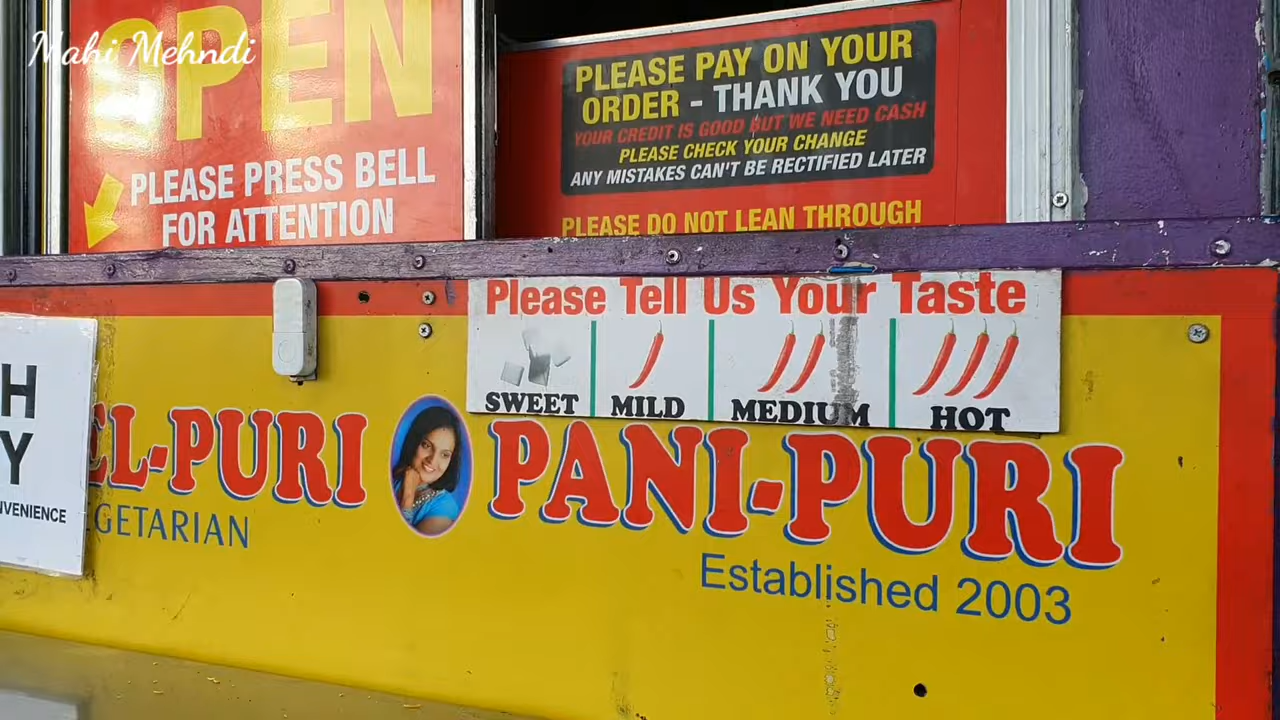 Mahi Mehndi
OPEN
PLEASE PRESS BELL
FOR ATTENTION
PLEASE PAY ON YOUR
ORDER - THANK YOU
YOUR CREDIT IS GOOD BUT WE NEED CASH
PLEASE CHECK YOUR CHANGE
ANY MISTAKES CAN'T BE RECTIFIED LATER
PLEASE DO NOT LEAN THROUGH
Please Tell Us Your Taste
SWEET MILD MEDIUM HOT
H
Y
NVENIENCE
EL-PURI PANI-PURI
GETARIAN
Established 2003